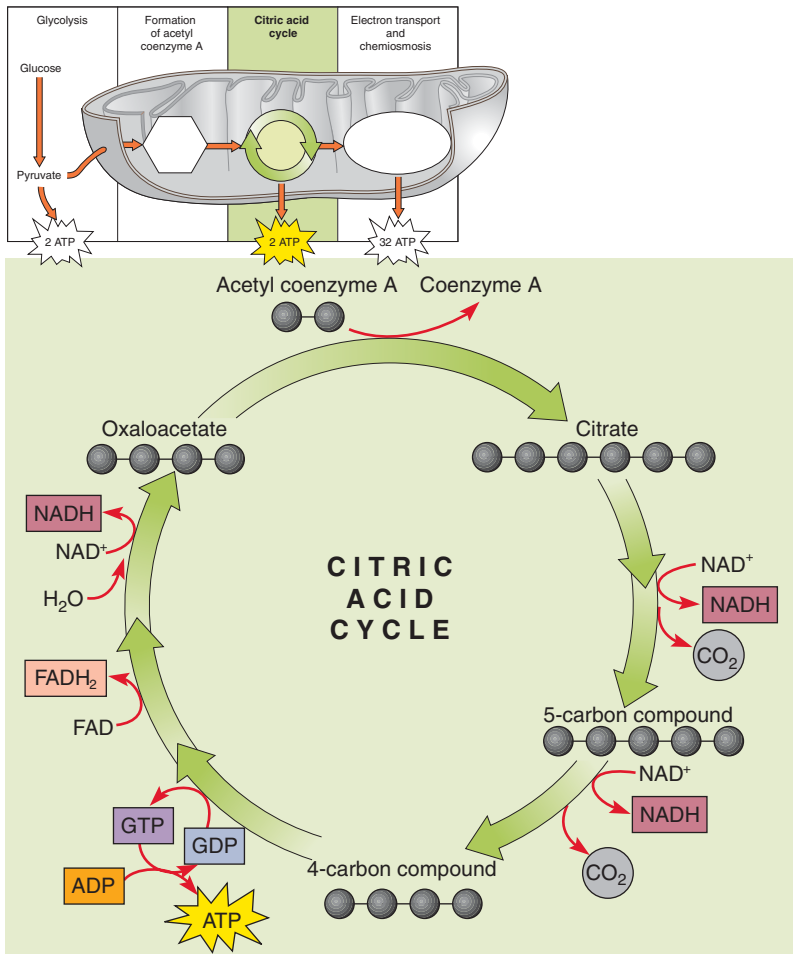 Glycolysis
Formation
of acetyl
coenzyme A
Citric acid
cycle
Electron transport
and
chemiosmosis
Glucose
Pyruvate
2 ATP
2 ATP
32 ATP
Acetyl coenzyme A
Coenzyme A
Oxaloacetate
Citrate
NADH
NAD⁺
H₂O
CITRIC
ACID
CYCLE
NAD⁺
NADH
CO₂
FADH₂
FAD
5-carbon compound
NAD⁺
NADH
CO₂
GTP
GDP
ADP
ATP
4-carbon compound